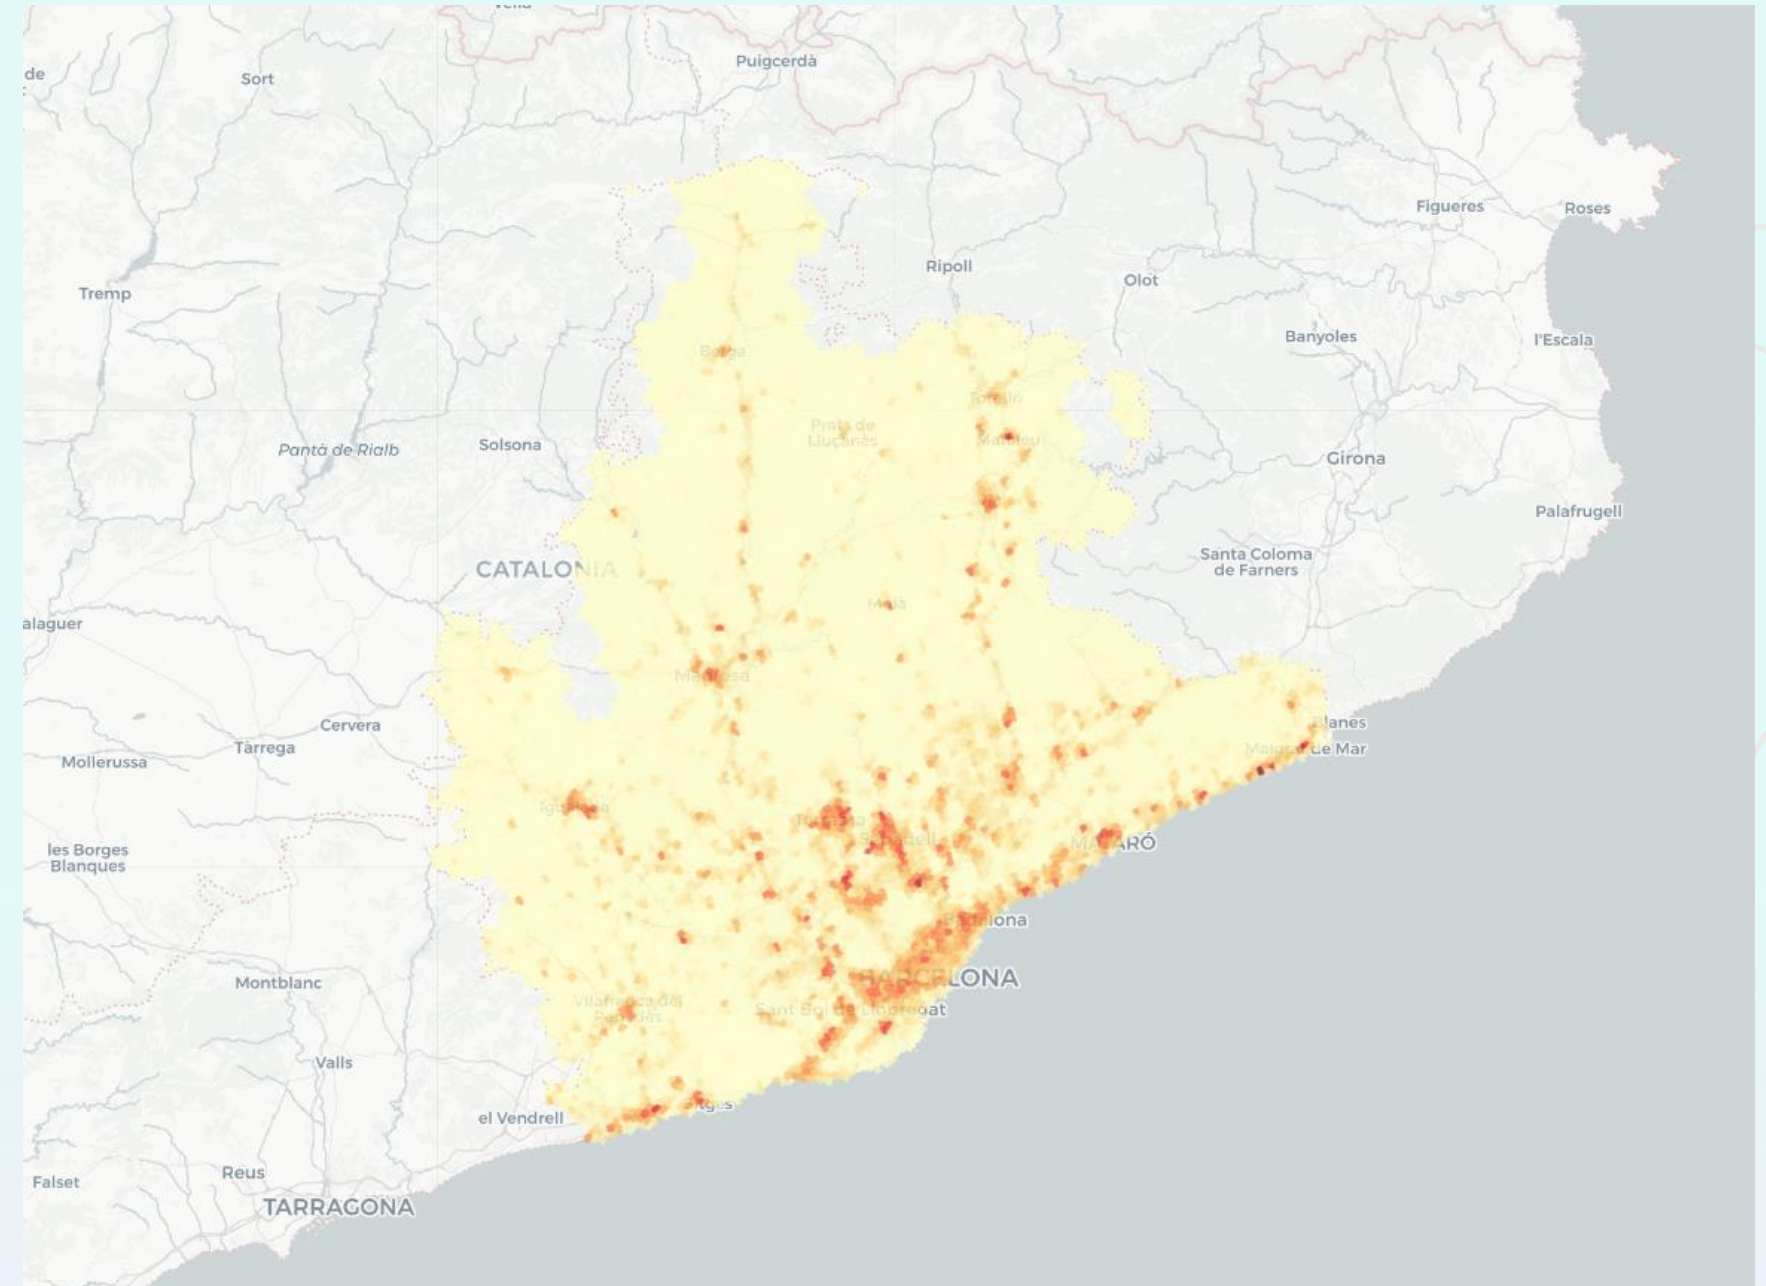 Vella
de
Sort
Puigcerdà
Figueres
Roses
Ripoll
Olot
Tremp
Banyoles
l'Escala
Berga
Torelló
Prats de
Lluçanès
Manlleu
Solsona
Pantà de Rialb
Girona
Palafrugell
Santa Coloma
de Farners
CATALONIA
Moià
alaguer
Manresa
Cervera
Tàrrega
Mollerussa
Blanes
Malgrat de Mar
Igualada
Terrassa
Sabadell
MATARÓ
les Borges
Blanques
Badalona
BARCELONA
Montblanc
Vilafranca del
Penedès
Sant Boi de Llobregat
Valls
Sitges
el Vendrell
Reus
Falset
TARRAGONA